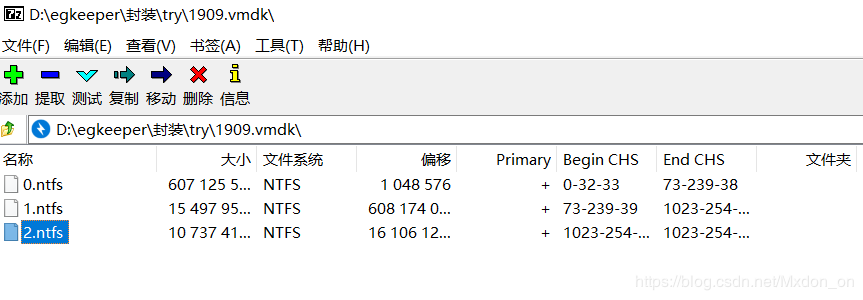 D:\egkeeper\封装\try\1909.vmdk\
文件(F) 编辑(E) 查看(V) 书签(A) 工具(T) 帮助(H)
添加 提取 测试 复制 移动 删除 信息
D:\egkeeper\封装\try\1909.vmdk\
名称 大小 文件系统 偏移 Primary Begin CHS End CHS 文件夹
0.ntfs 607 125 5... NTFS 1 048 576 + 0-32-33 73-239-38
1.ntfs 15 497 95... NTFS 608 174 0... + 73-239-39 1023-254-...
2.ntfs 10 737 41... NTFS 16 106 12... + 1023-254-... 1023-254-...
https://blog.csdn.net/Mxdon_on